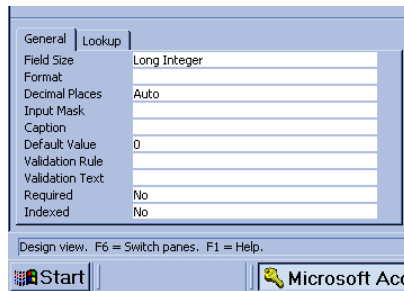 General Lookup
Field Size Long Integer
Format
Decimal Places Auto
Input Mask
Caption
Default Value 0
Validation Rule
Validation Text
Required No
Indexed No
Design view. F6 = Switch panes. F1 = Help.
Start Microsoft Acc